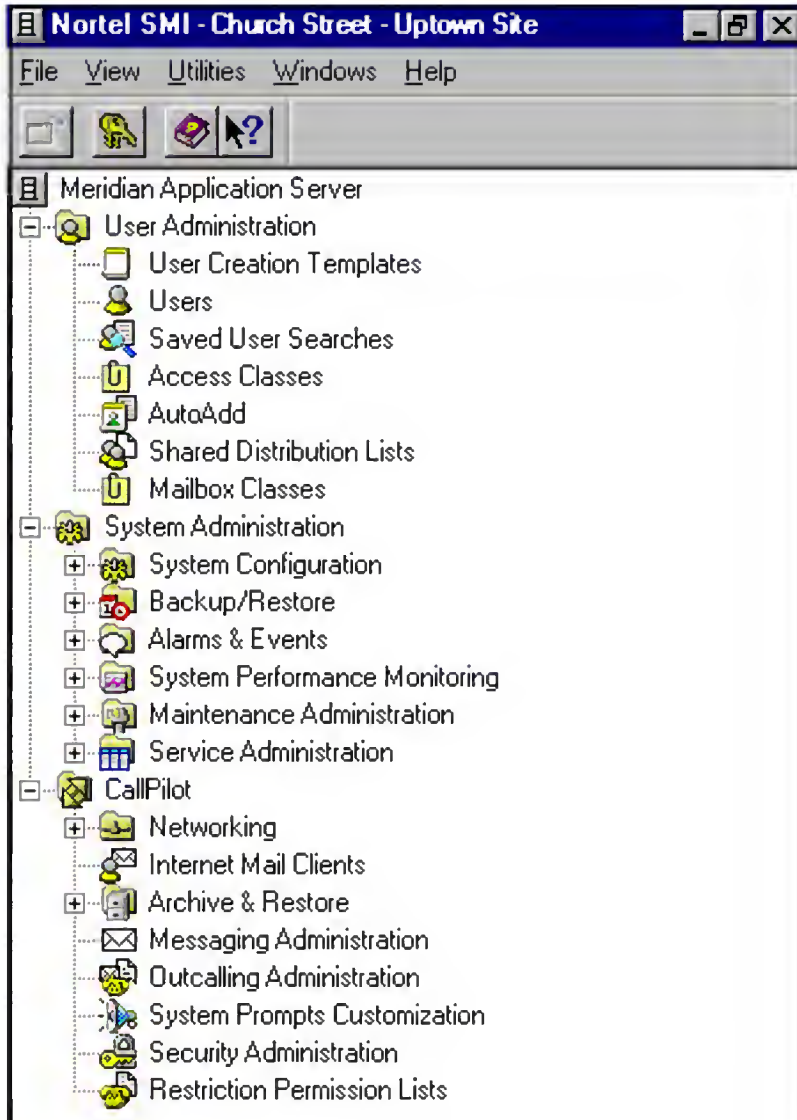 Nortel SMI - Church Street - Uptown Site
File View Utilities Windows Help
Meridian Application Server
User Administration
User Creation Templates
Users
Saved User Searches
Access Classes
AutoAdd
Shared Distribution Lists
Mailbox Classes
System Administration
System Configuration
Backup/Restore
Alarms & Events
System Performance Monitoring
Maintenance Administration
Service Administration
CallPilot
Networking
Internet Mail Clients
Archive & Restore
Messaging Administration
Outcalling Administration
System Prompts Customization
Security Administration
Restriction Permission Lists